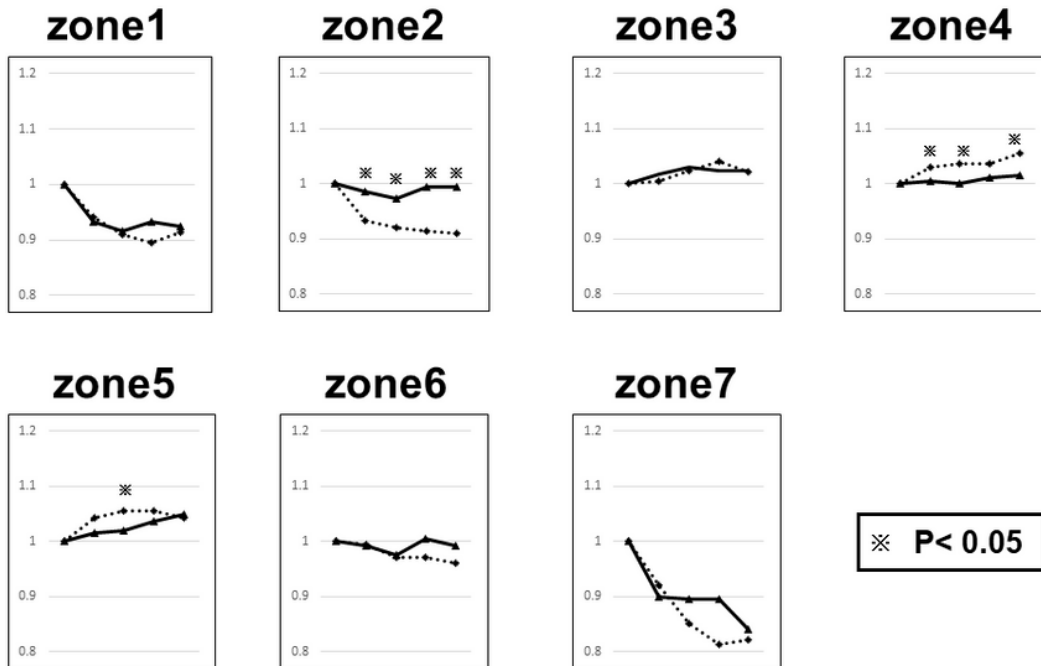 zone1 zone2 zone3 zone4
1.2 1.2 1.2 1.2
※
※ ※
1.1 1.1 1.1 1.1
※ ※ ※ ※
1 1 1 1
0.9 0.9 0.9 0.9
0.8 0.8 0.8 0.8
zone5 zone6 zone7
1.2 1.2 1.2
※
1.1 1.1 1.1
1 1 1
※ P< 0.05
0.9 0.9 0.9
0.8 0.8 0.8